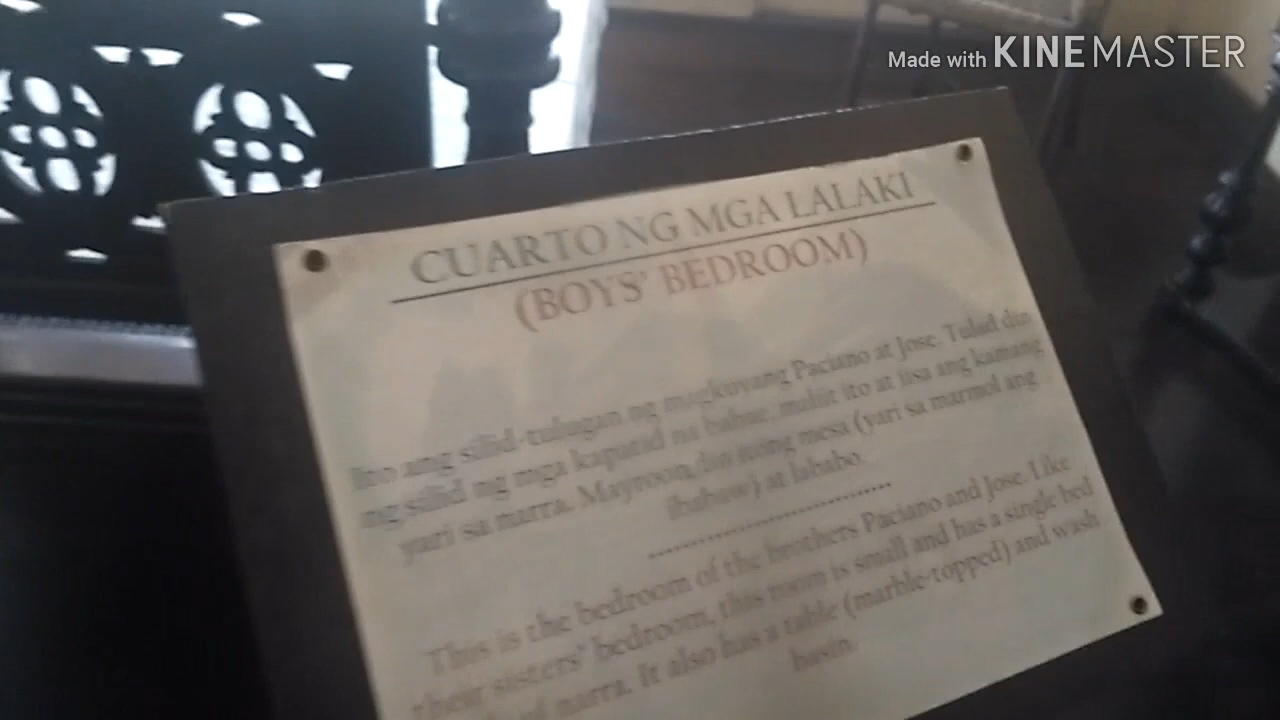 Made with KINEMASTER
CUARTO NG MGA LALAKI
(BOYS' BEDROOM)
Ito ang silid-tulugan ng magkuyang Paciano at Jose. Tulad din
ng silid ng mga kapatid na babae, maliit ito at iisa ang kamang
yari sa narra. Mayroon din itong mesa (yari sa marmol ang
ibabaw) at lababo.
This is the bedroom of the brothers Paciano and Jose. Like
their sisters' bedroom, this room is small and has a single bed
of narra. It also has a table (marble-topped) and wash
basin.